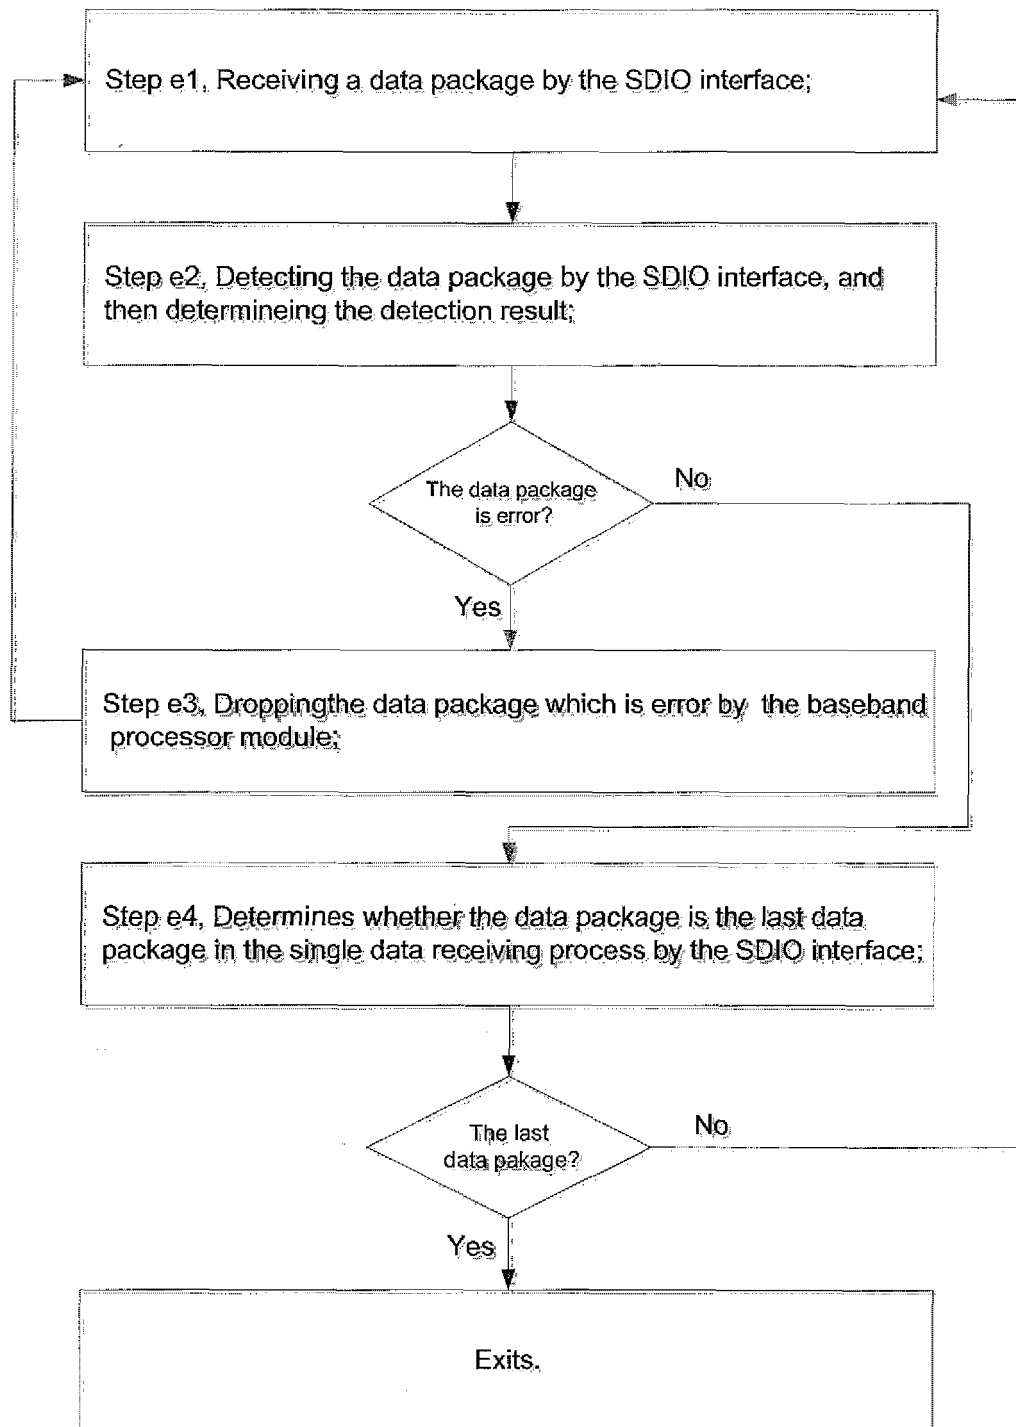 Step e1, Receiving a data package by the SDIO interface;
Step e2, Detecting the data package by the SDIO interface, and
then determineing the detection result;
The data package
is error?
No
Yes
Step e3, Droppingthe data package which is error by the baseband
processor module;
Step e4, Determines whether the data package is the last data
package in the single data receiving process by the SDIO interface;
The last
data pakage?
No
Yes
Exits.